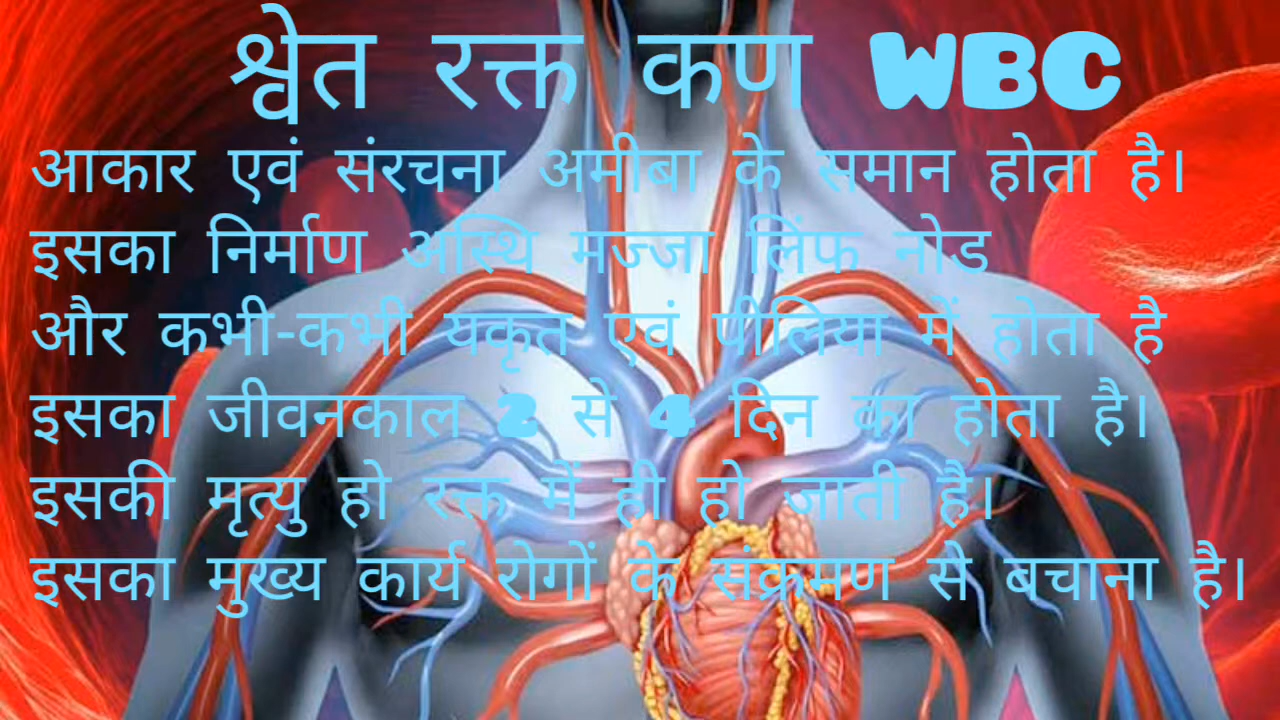 श्वेत रक्त कण WBC
आकार एवं संरचना अमीबा के समान होता है।
इसका निर्माण अस्थि मज्जा लिंफ नोड
और कभी-कभी यकृत एवं पीलिया में होता है
इसका जीवनकाल 2 से 4 दिन का होता है।
इसकी मृत्यु हो रक्त में ही हो जाती है।
इसका मुख्य कार्य रोगों के संक्रमण से बचाना है।